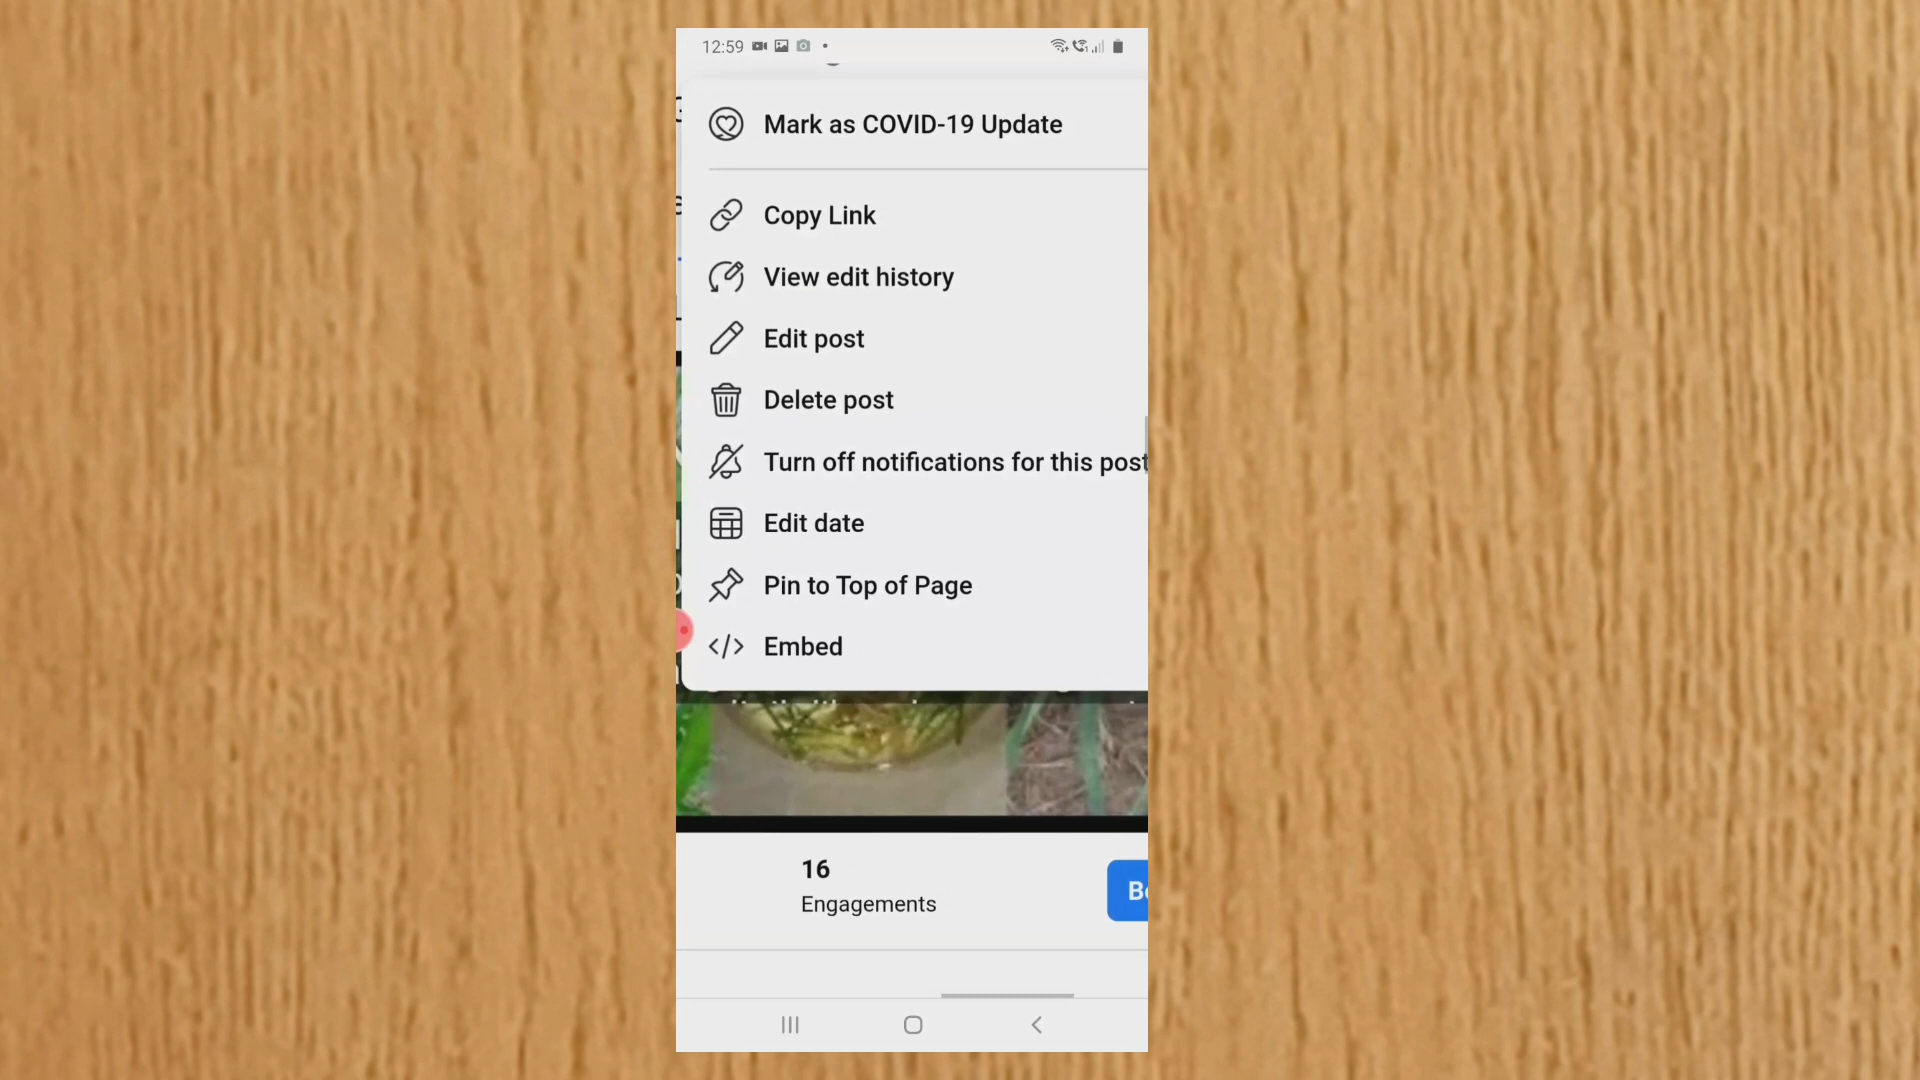 12:59
Mark as COVID-19 Update
Copy Link
View edit history
Edit post
Delete post
Turn off notifications for this post
Edit date
Pin to Top of Page
Embed
16
Engagements